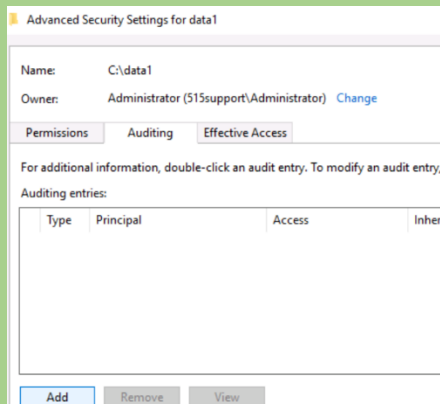 Advanced Security Settings for data1
Name: C:\data1
Owner: Administrator (515support\Administrator) Change
Permissions Auditing Effective Access
For additional information, double-click an audit entry. To modify an audit entry,
Auditing entries:
Type Principal Access Inher
Add Remove View